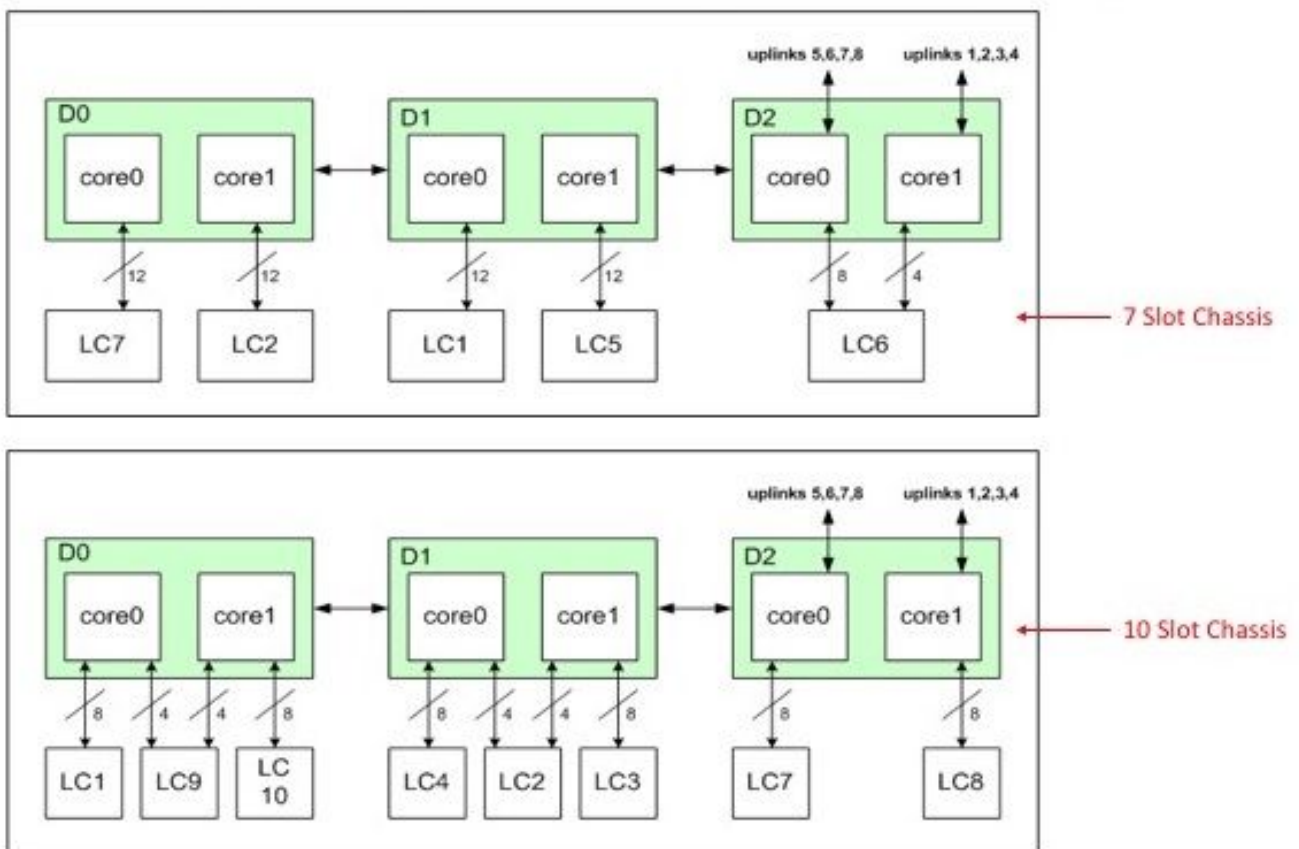 uplinks 5,6,7,8
uplinks 1,2,3,4
D0
D1
D2
core0
core1
core0
core1
core0
core1
12
12
12
12
8
4
LC7
LC2
LC1
LC5
LC6
7 Slot Chassis
uplinks 5,6,7,8
uplinks 1,2,3,4
D0
D1
D2
core0
core1
core0
core1
core0
core1
10 Slot Chassis
8
4
4
8
8
4
4
8
8
8
LC1
LC9
LC
10
LC4
LC2
LC3
LC7
LC8